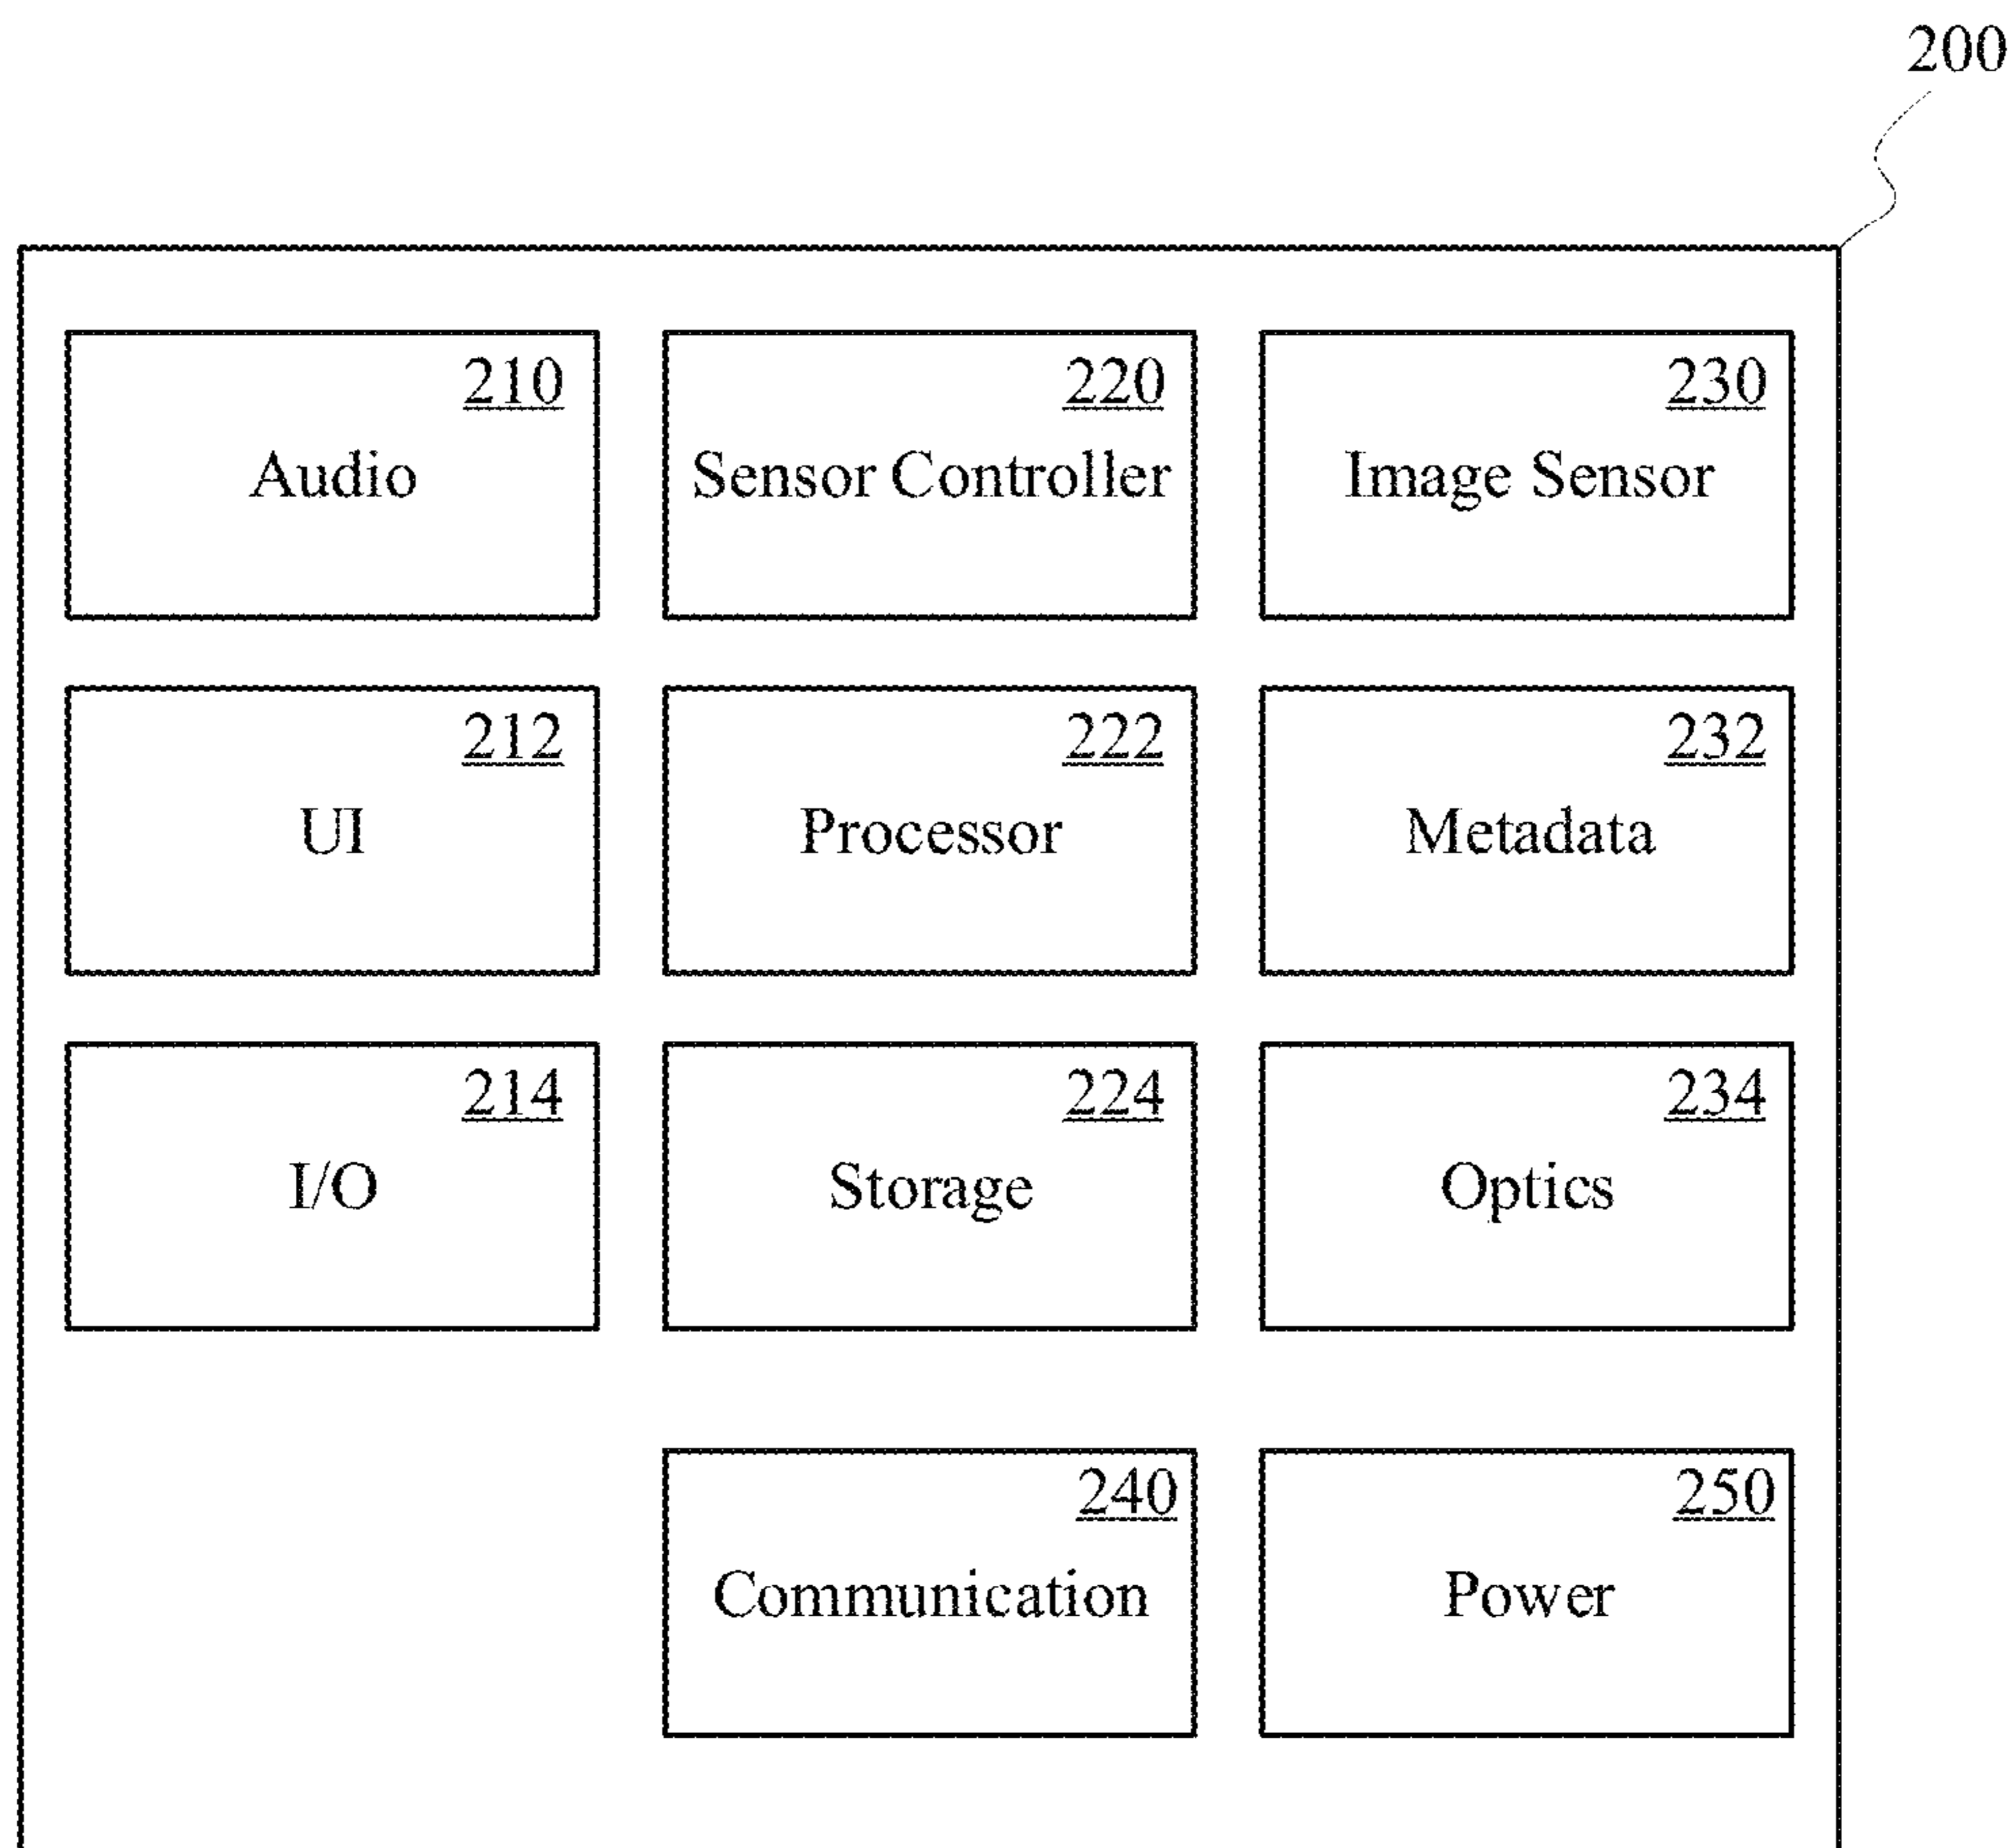 200
210
Audio
220
Sensor Controller
230
Image Sensor
212
UI
222
Processor
232
Metadata
214
I/O
224
Storage
234
Optics
240
Communication
250
Power